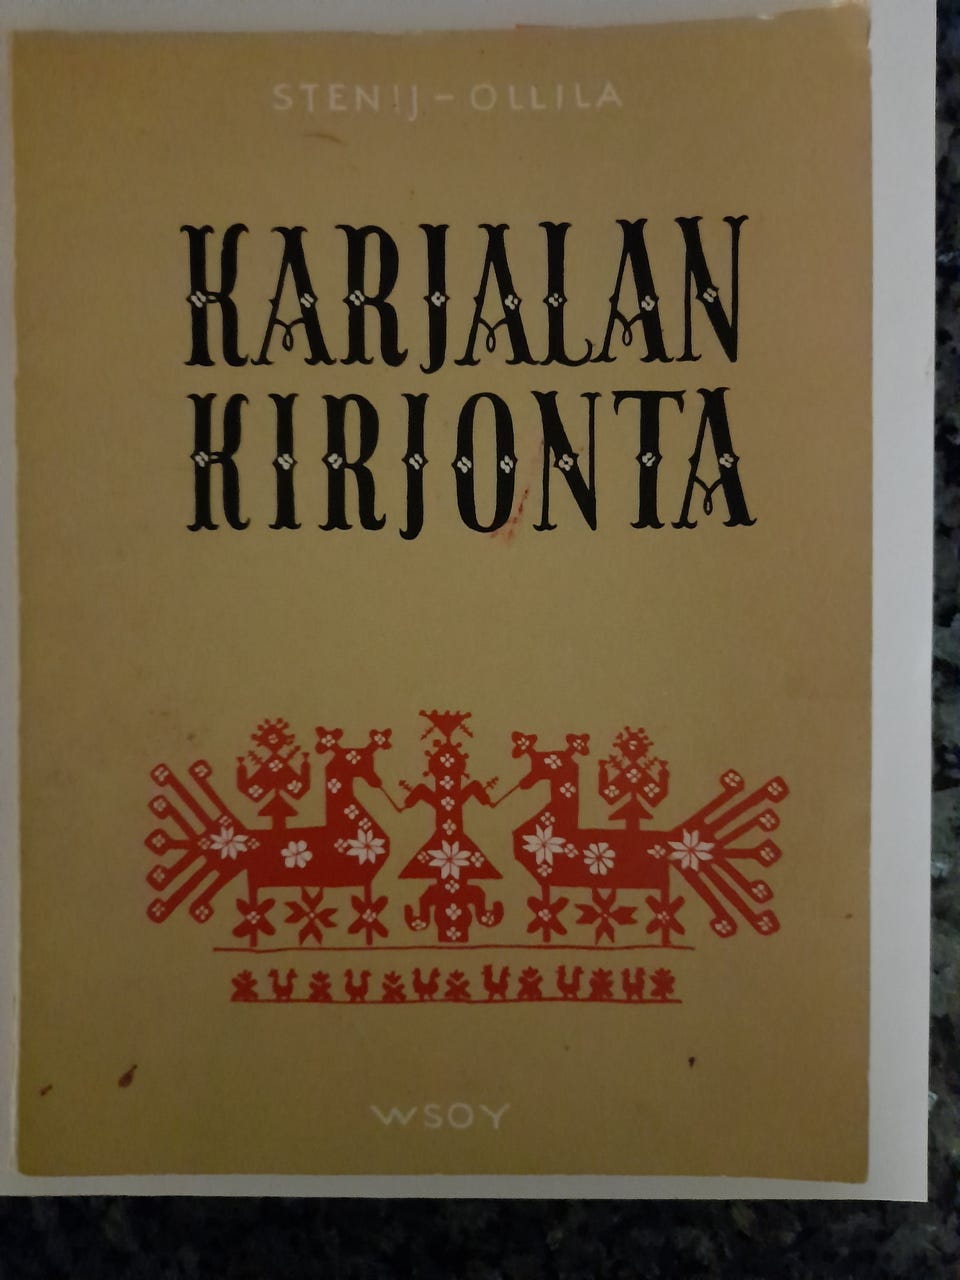 STENIJ – OLLILA
KARJALAN
KIRJONTA
WSOY